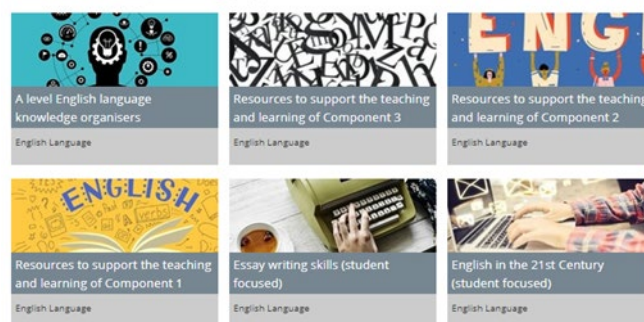 A level English language
knowledge organisers
English Language
Resources to support the teaching
and learning of Component 3
English Language
ENG
Resources to support the teaching
and learning of Component 2
English Language
ENGLISH
verbs
Resources to support the teaching
and learning of Component 1
English Language
Essay writing skills (student
focused)
English Language
English in the 21st Century
(student focused)
English Language